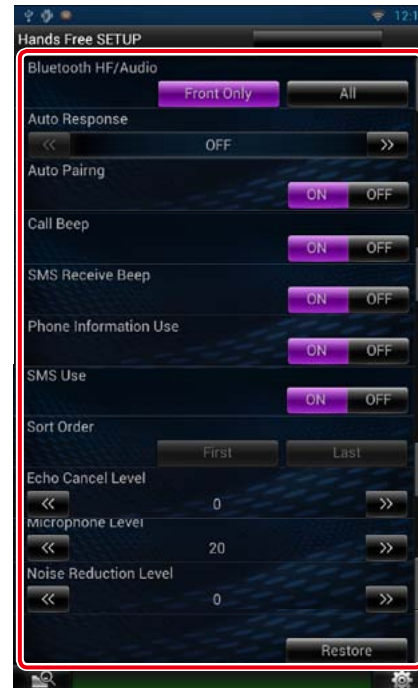 12:1
Hands Free SETUP
Bluetooth HF/Audio
Front Only All
Auto Response
<< OFF >>
Auto Pairng
ON OFF
Call Beep
ON OFF
SMS Receive Beep
ON OFF
Phone Information Use
ON OFF
SMS Use
ON OFF
Sort Order
First Last
Echo Cancel Level
<< 0 >>
Microphone Level
<< 20 >>
Noise Reduction Level
<< 0 >>
Restore